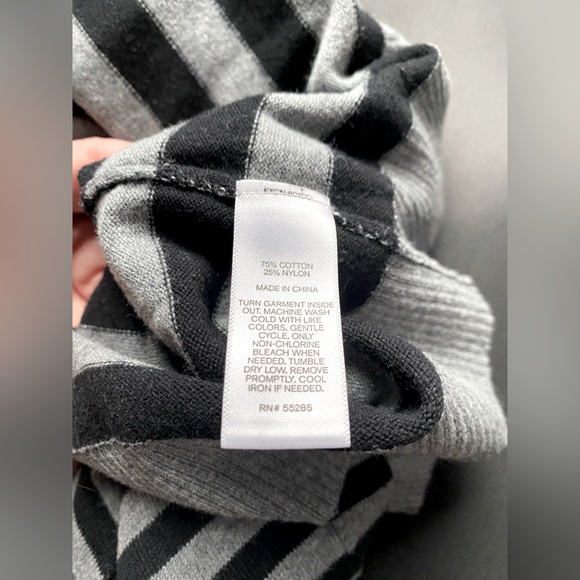 75% COTTON
25% NYLON
MADE IN CHINA
TURN GARMENT INSIDE
OUT. MACHINE WASH
COLD WITH LIKE
COLORS. GENTLE
CYCLE. ONLY
NON-CHLORINE
BLEACH WHEN
NEEDED. TUMBLE
DRY LOW. REMOVE
PROMPTLY. COOL
IRON IF NEEDED.
RN# 55285